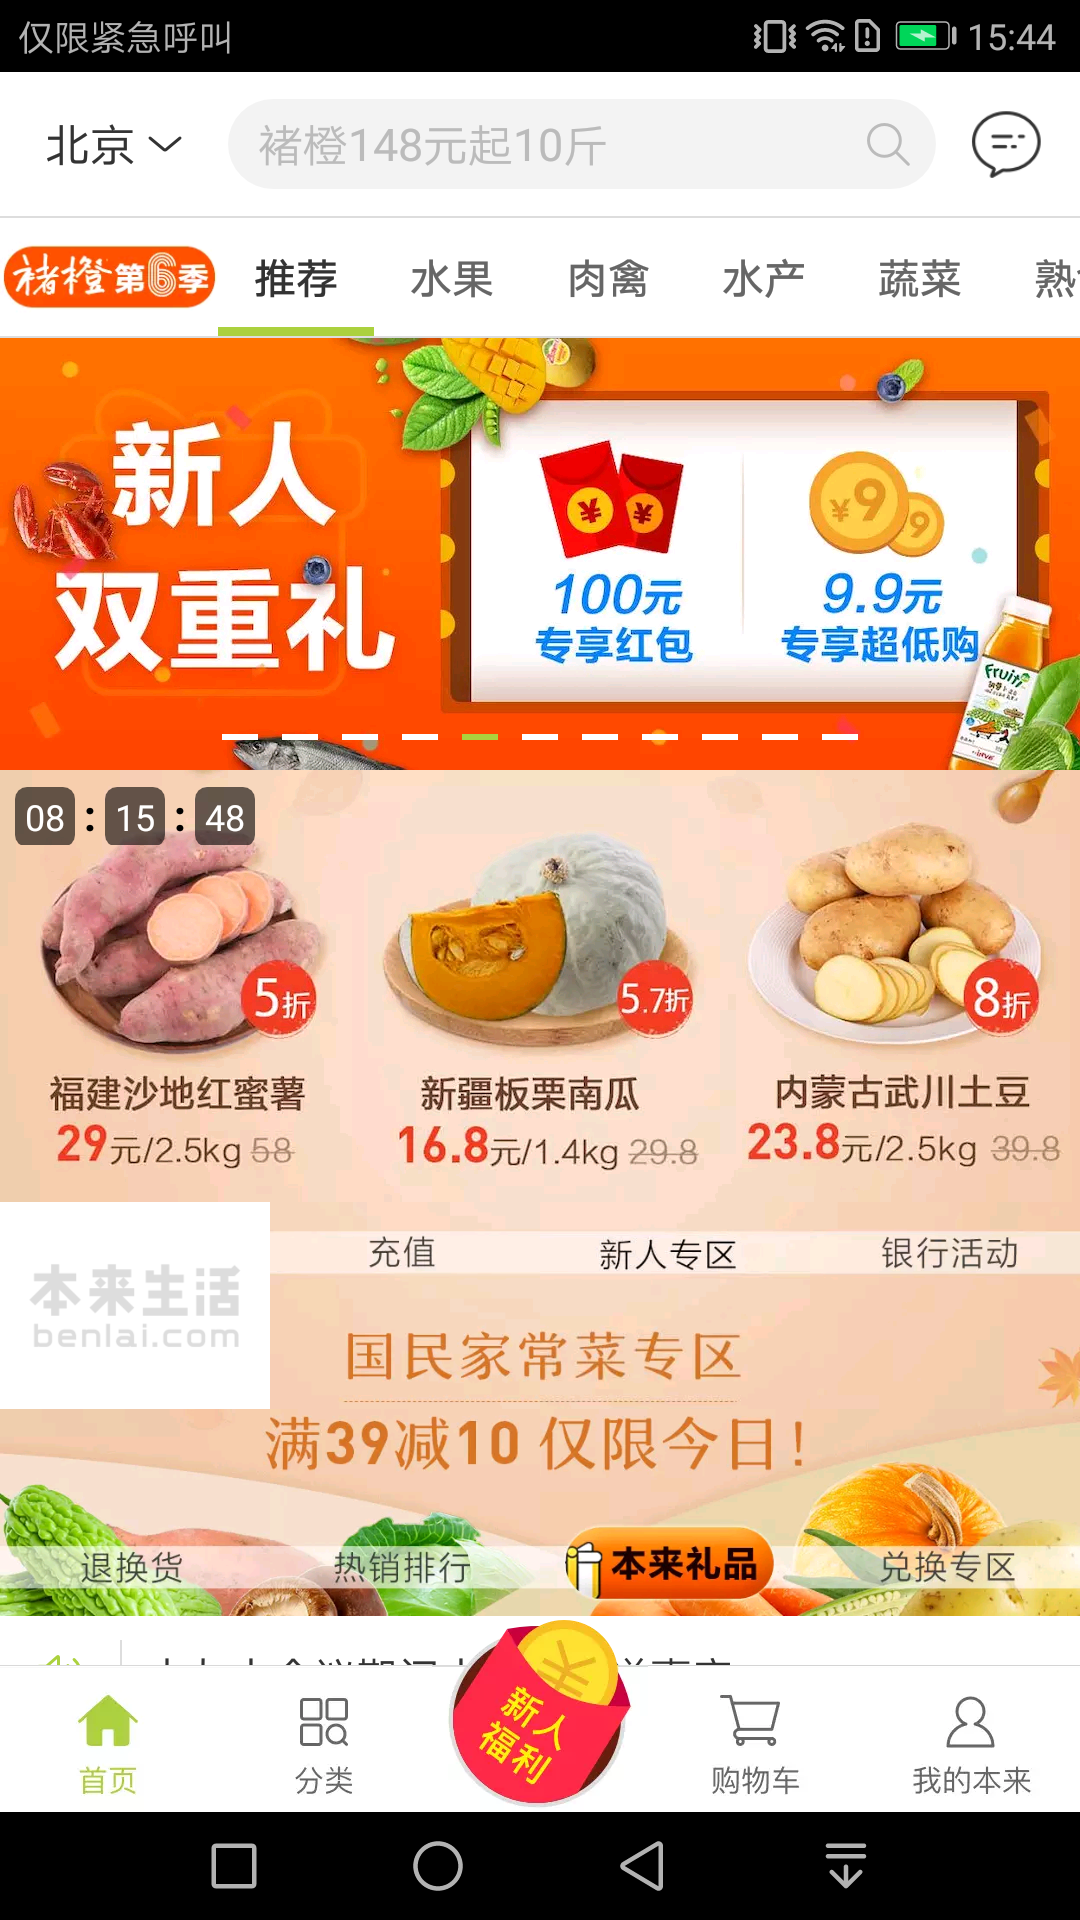 仅限紧急呼叫
15:44
北京
褚橙148元起10斤
褚橙第6季
推荐
水果
肉禽
水产
蔬菜
新人
双重礼
¥
¥
¥9
9
100元
专享红包
9.9元
专享超低购
Fruiti
08 : 15 : 48
5折
5.7折
8折
福建沙地红蜜薯
29元/2.5kg 58
新疆板栗南瓜
16.8元/1.4kg 29.8
内蒙古武川土豆
23.8元/2.5kg 39.8
本来生活
benlai.com
充值
新人专区
银行活动
国民家常菜专区
满39减10 仅限今日!
退换货
热销排行
本来礼品
兑换专区
新人
福利
首页
分类
购物车
我的本来